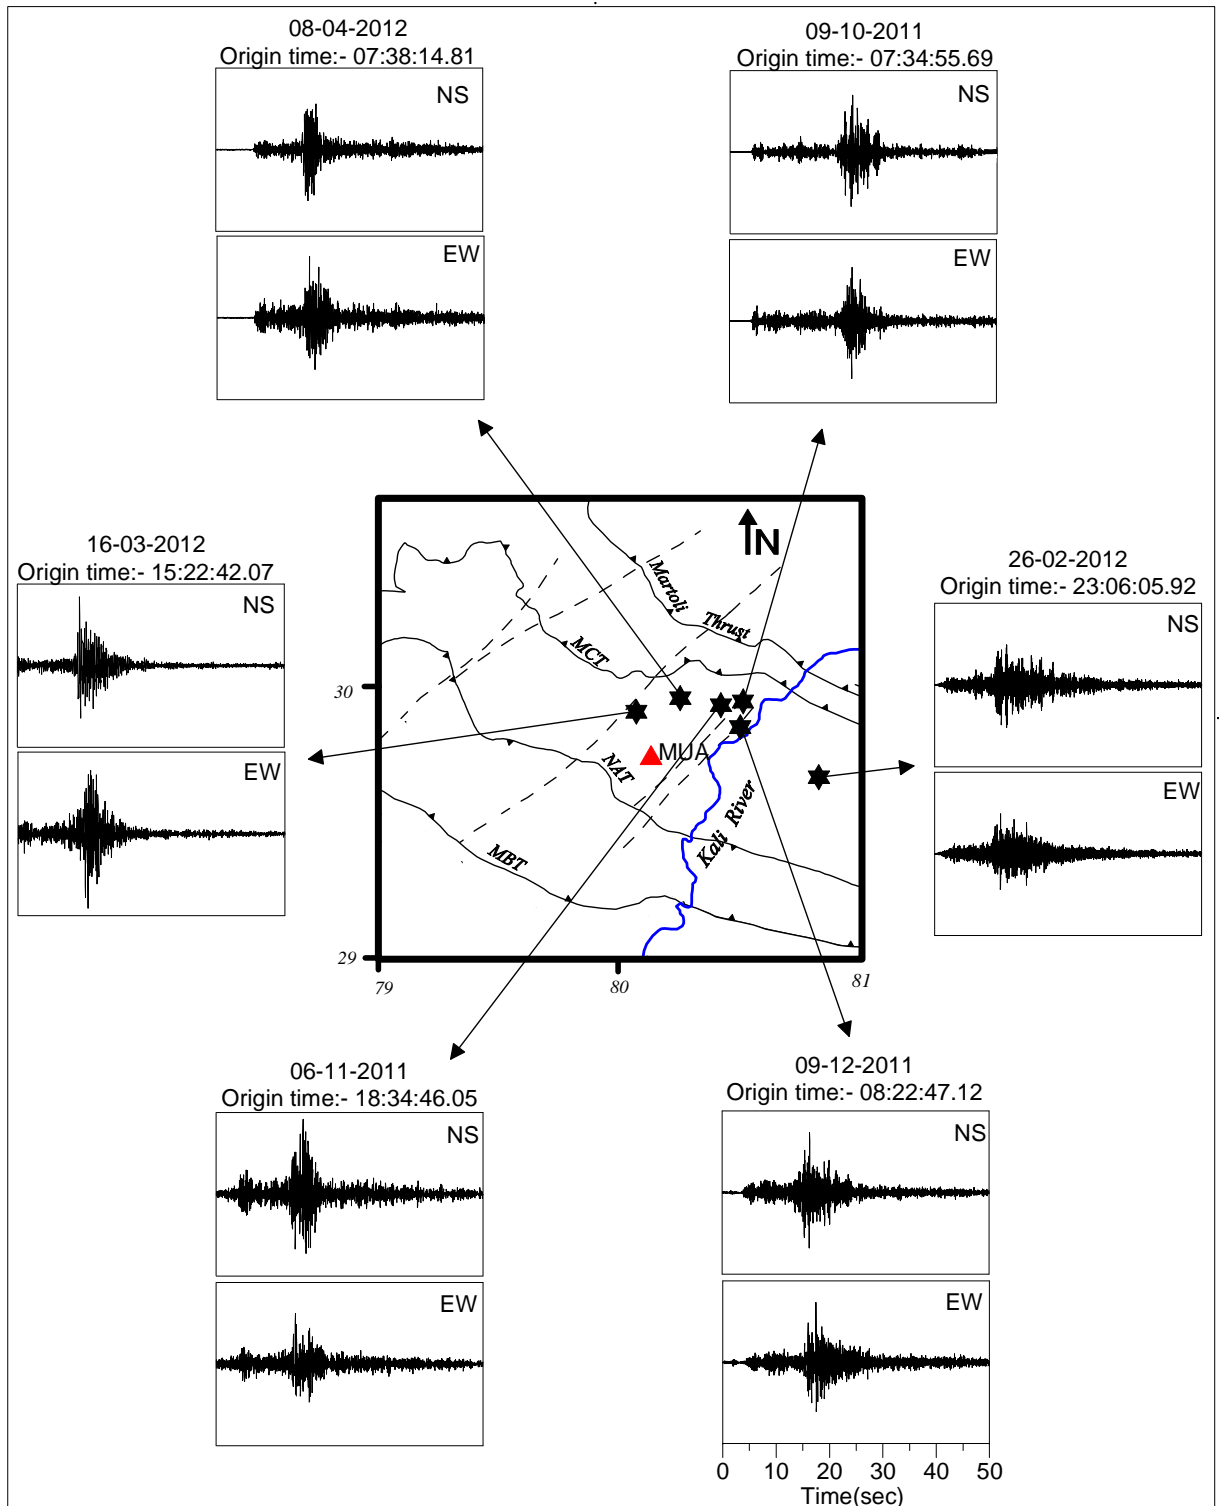 08-04-2012
Origin time:- 07:38:14.81
NS
EW
09-10-2011
Origin time:- 07:34:55.69
NS
EW
16-03-2012
Origin time:- 15:22:42.07
NS
EW
26-02-2012
Origin time:- 23:06:05.92
NS
EW
N
Martoli
Thrust
MCT
30
MUA
NAT
Kali River
MBT
29
79
80
81
06-11-2011
Origin time:- 18:34:46.05
NS
EW
09-12-2011
Origin time:- 08:22:47.12
NS
EW
0 10 20 30 40 50
Time(sec)